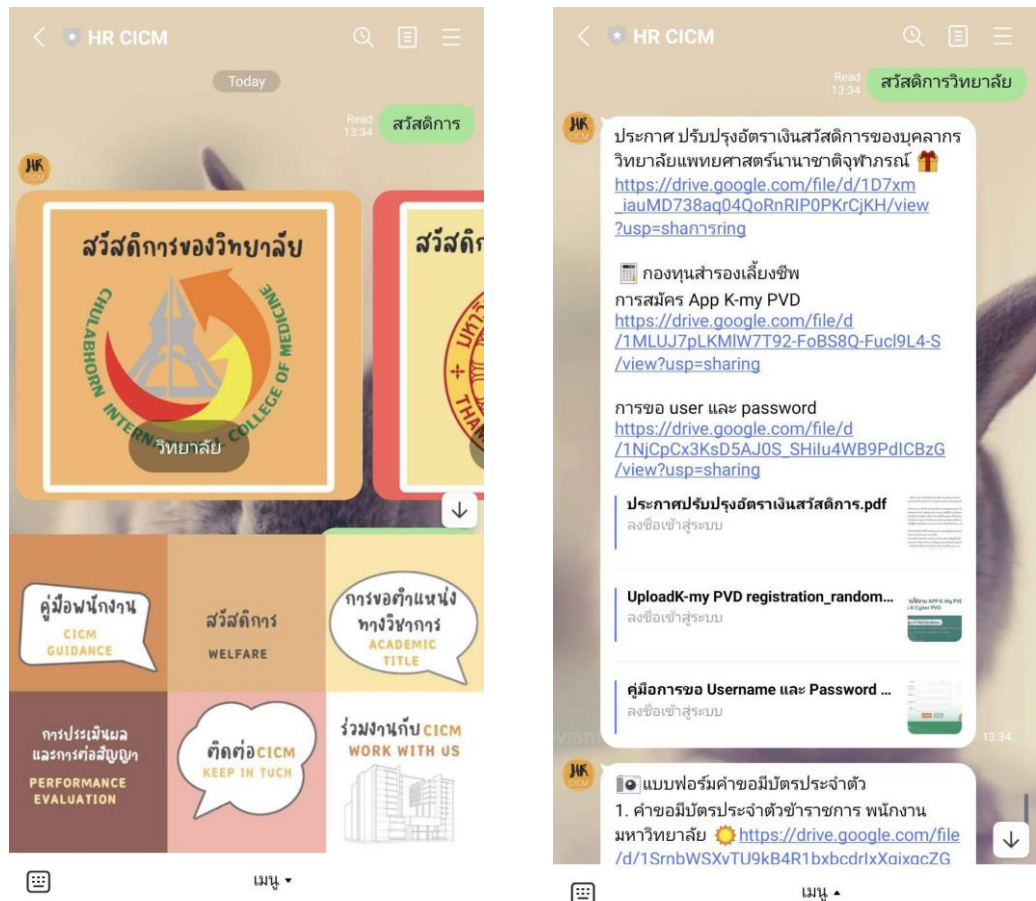 HR CICM
Today
Read
13:34
สวัสดิการ
HR
CICM
สวัสดิการของวิทยาลัย
CHULABHORN INTERNATIONAL COLLEGE OF MEDICINE
วิทยาลัย
คู่มือพนักงาน
CICM
GUIDANCE
สวัสดิการ
WELFARE
การขอตำแหน่ง
ทางวิชาการ
ACADEMIC
TITLE
การประเมินผล
และการต่อสัญญา
PERFORMANCE
EVALUATION
ติดต่อCICM
KEEP IN TUCH
ร่วมงานกับCICM
WORK WITH US
เมนู
HR CICM
Read
13:34
สวัสดิการวิทยาลัย
HR
CICM
ประกาศ ปรับปรุงอัตราเงินสวัสดิการของบุคลากร
วิทยาลัยแพทยศาสตร์นานาชาติจุฬาภรณ์
https://drive.google.com/file/d/1D7xm
_iauMD738aq04QoRnRIP0PKrCjKH/view
?usp=shaการring
กองทุนสำรองเลี้ยงชีพ
การสมัคร App K-my PVD
https://drive.google.com/file/d
/1MLUJ7pLKMlW7T92-FoBS8Q-Fucl9L4-S
/view?usp=sharing
การขอ user และ password
https://drive.google.com/file/d
/1NjCpCx3KsD5AJ0S_SHiIu4WB9PdICBzG
/view?usp=sharing
ประกาศปรับปรุงอัตราเงินสวัสดิการ.pdf
ลงชื่อเข้าสู่ระบบ
UploadK-my PVD registration_random...
ลงชื่อเข้าสู่ระบบ
คู่มือการขอ Username และ Password ...
ลงชื่อเข้าสู่ระบบ
13:34
HR
CICM
แบบฟอร์มคำขอมีบัตรประจำตัว
1. คำขอมีบัตรประจำตัวข้าราชการ พนักงาน
มหาวิทยาลัย https://drive.google.com/file
/d/1SrnbWSXvTU9kB4R1bxbcdrIxXqixqcZG
เมนู